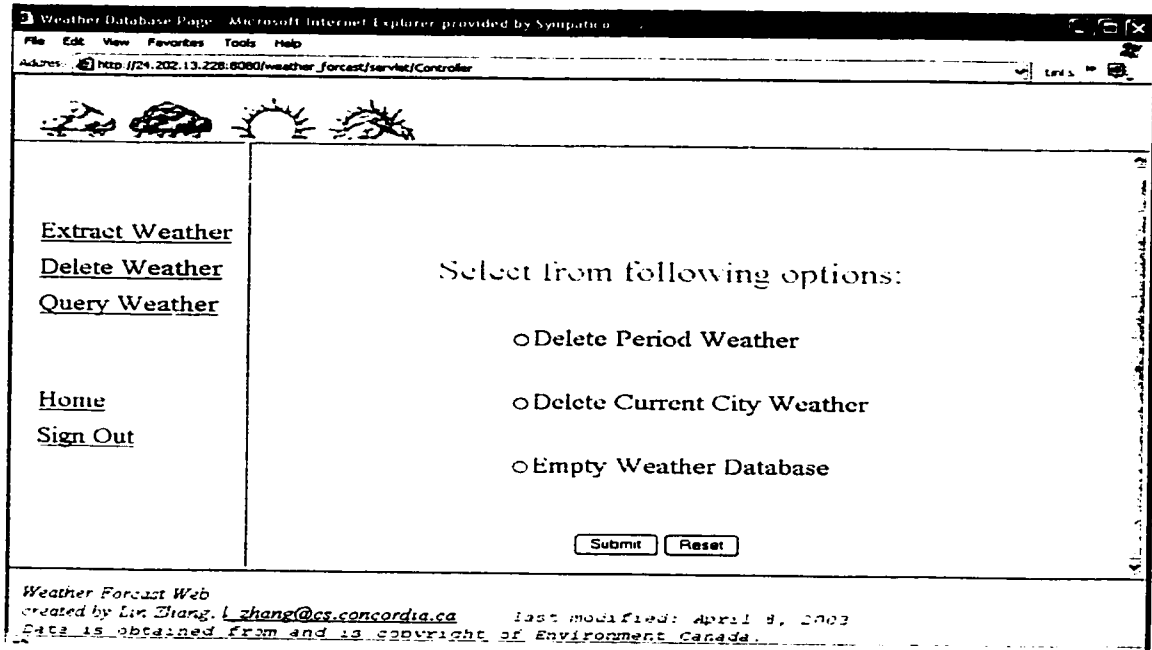 Weather Database Page - Microsoft Internet Explorer provided by Sympatico
File Edit View Favorites Tools Help
Address http://24.202.13.228:8080/weather_forcast/servlet/Controller Links »
Extract Weather
Delete Weather
Query Weather
Home
Sign Out
Select from following options:
Delete Period Weather
Delete Current City Weather
Empty Weather Database
Submit Reset
Weather Forcast Web
created by Lin Zhang, l_zhang@cs.concordia.ca last modified: April 8, 2003
Data is obtained from and is copyright of Environment Canada.